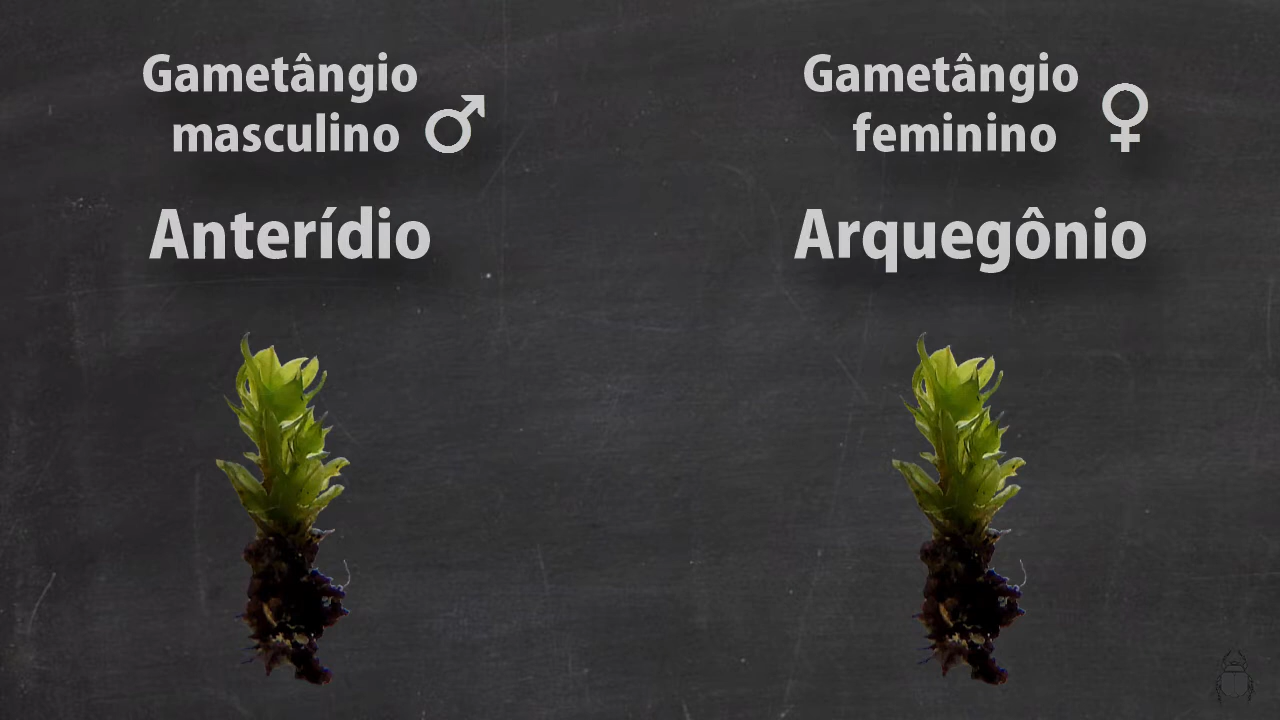 Gametângio
masculino ♂
Anterídio
Gametângio
feminino ♀
Arquegônio